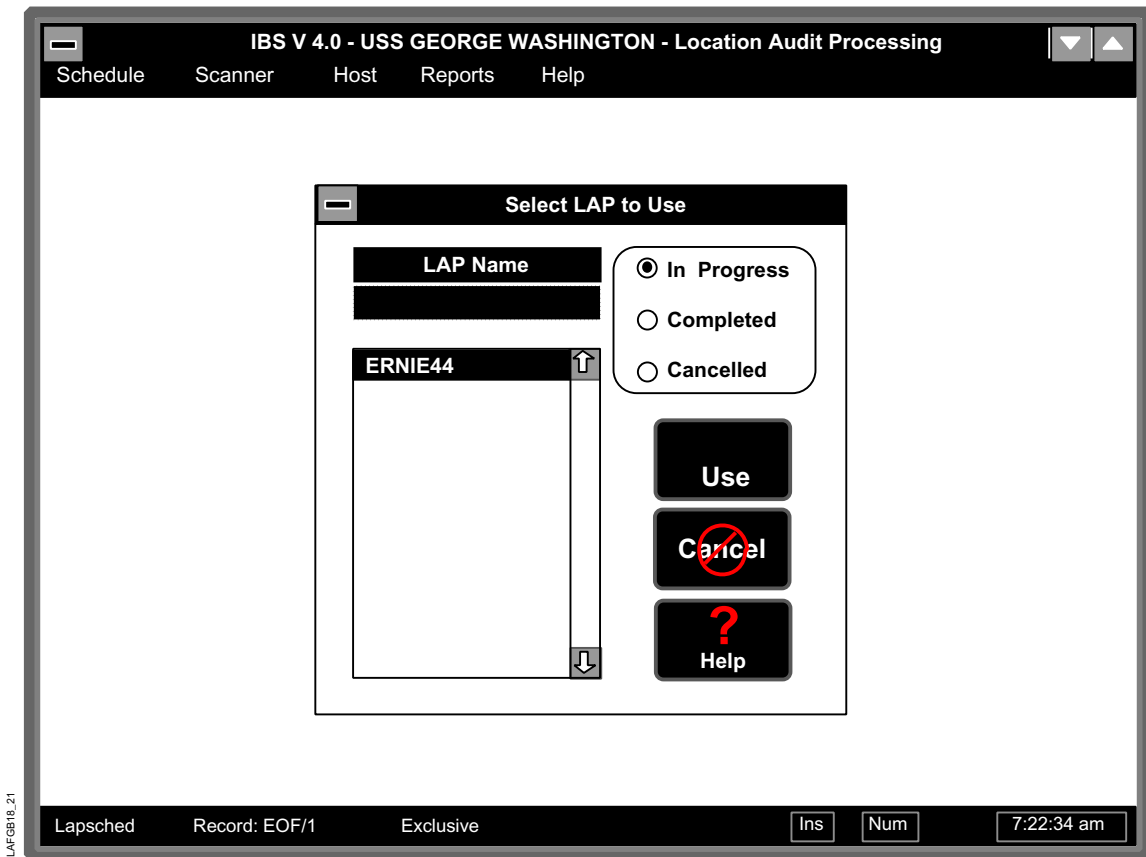 IBS V 4.0 - USS GEORGE WASHINGTON - Location Audit Processing
Schedule Scanner Host Reports Help
Select LAP to Use
LAP Name
In Progress
Completed
ERNIE44
Cancelled
Use
Cancel
?
Help
Lapsched Record: EOF/1 Exclusive Ins Num 7:22:34 am
LAFGB18_21